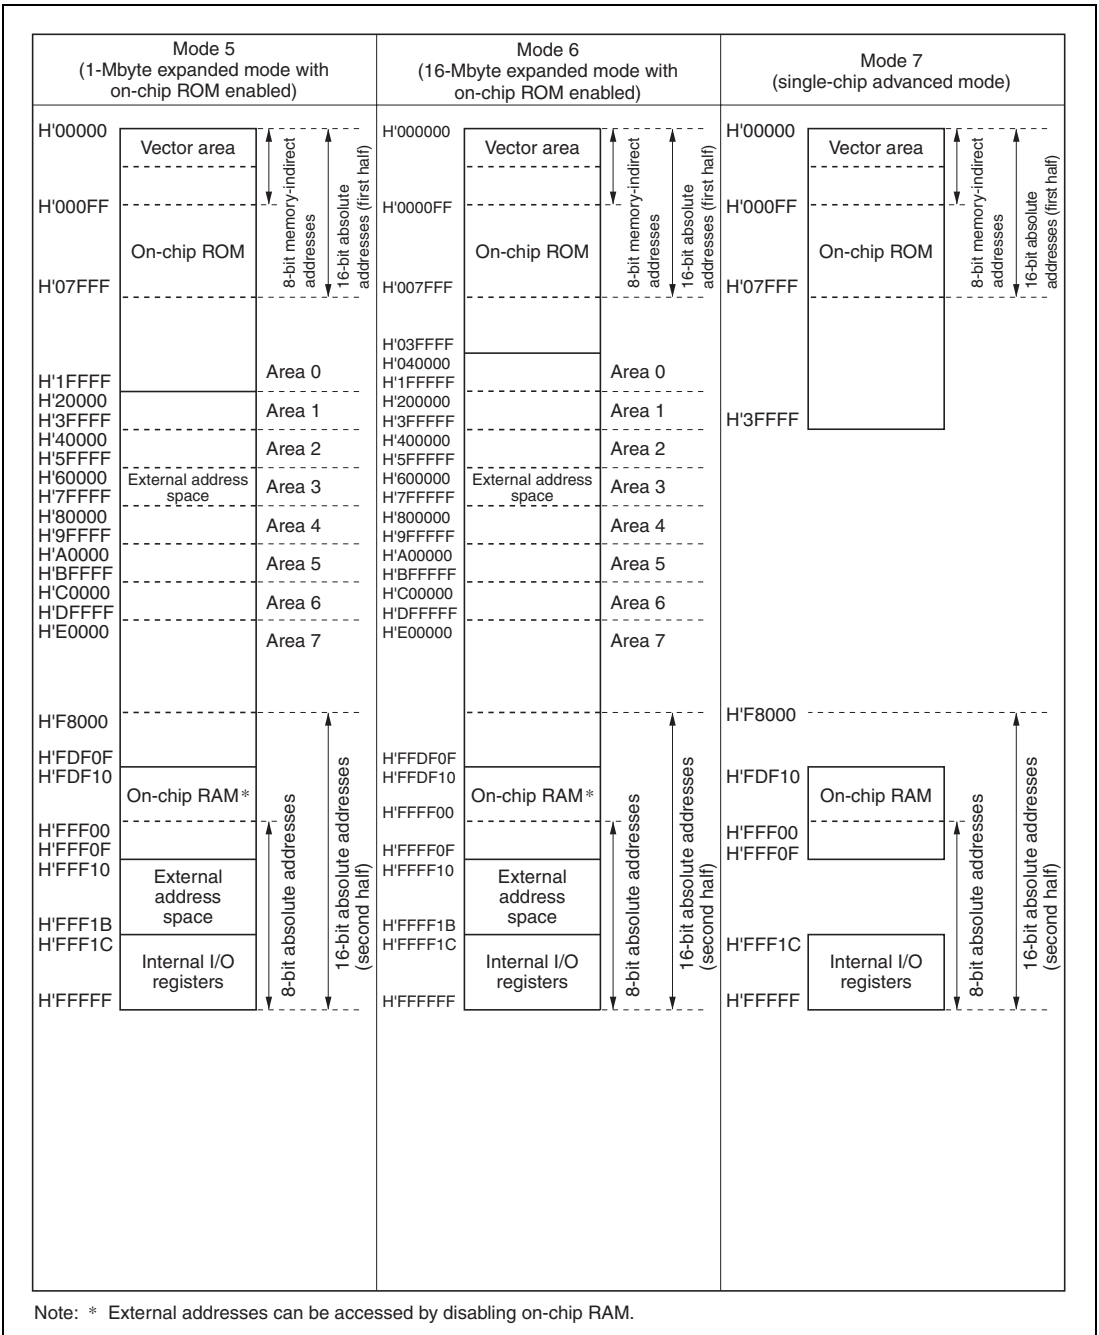 Mode 5
(1-Mbyte expanded mode with
on-chip ROM enabled)
H'00000
Vector area
H'000FF
On-chip ROM
H'07FFF
8-bit memory-indirect
addresses
16-bit absolute
addresses (first half)
H'1FFFF
H'20000
H'3FFFF
H'40000
H'5FFFF
H'60000
H'7FFFF
H'80000
H'9FFFF
H'A0000
H'BFFFF
H'C0000
H'DFFFF
H'E0000
External address
space
Area 0
Area 1
Area 2
Area 3
Area 4
Area 5
Area 6
Area 7
H'F8000
H'FDF0F
H'FDF10
On-chip RAM*
H'FFF00
H'FFF0F
H'FFF10
External
address
space
H'FFF1B
H'FFF1C
Internal I/O
registers
H'FFFFF
8-bit absolute addresses
16-bit absolute addresses
(second half)
Mode 6
(16-Mbyte expanded mode with
on-chip ROM enabled)
H'000000
Vector area
H'0000FF
On-chip ROM
H'007FFF
8-bit memory-indirect
addresses
16-bit absolute
addresses (first half)
H'03FFFF
H'040000
H'1FFFFF
H'200000
H'3FFFFF
H'400000
H'5FFFFF
H'600000
H'7FFFFF
H'800000
H'9FFFFF
H'A00000
H'BFFFFF
H'C00000
H'DFFFFF
H'E00000
External address
space
Area 0
Area 1
Area 2
Area 3
Area 4
Area 5
Area 6
Area 7
H'FFDF0F
H'FFDF10
On-chip RAM*
H'FFFF00
H'FFFF0F
H'FFFF10
External
address
space
H'FFFF1B
H'FFFF1C
Internal I/O
registers
H'FFFFFF
8-bit absolute addresses
16-bit absolute addresses
(second half)
Mode 7
(single-chip advanced mode)
H'00000
Vector area
H'000FF
On-chip ROM
H'07FFF
8-bit memory-indirect
addresses
16-bit absolute
addresses (first half)
H'3FFFF
H'F8000
H'FDF10
On-chip RAM
H'FFF00
H'FFF0F
H'FFF1C
Internal I/O
registers
H'FFFFF
8-bit absolute addresses
16-bit absolute addresses
(second half)
Note: * External addresses can be accessed by disabling on-chip RAM.